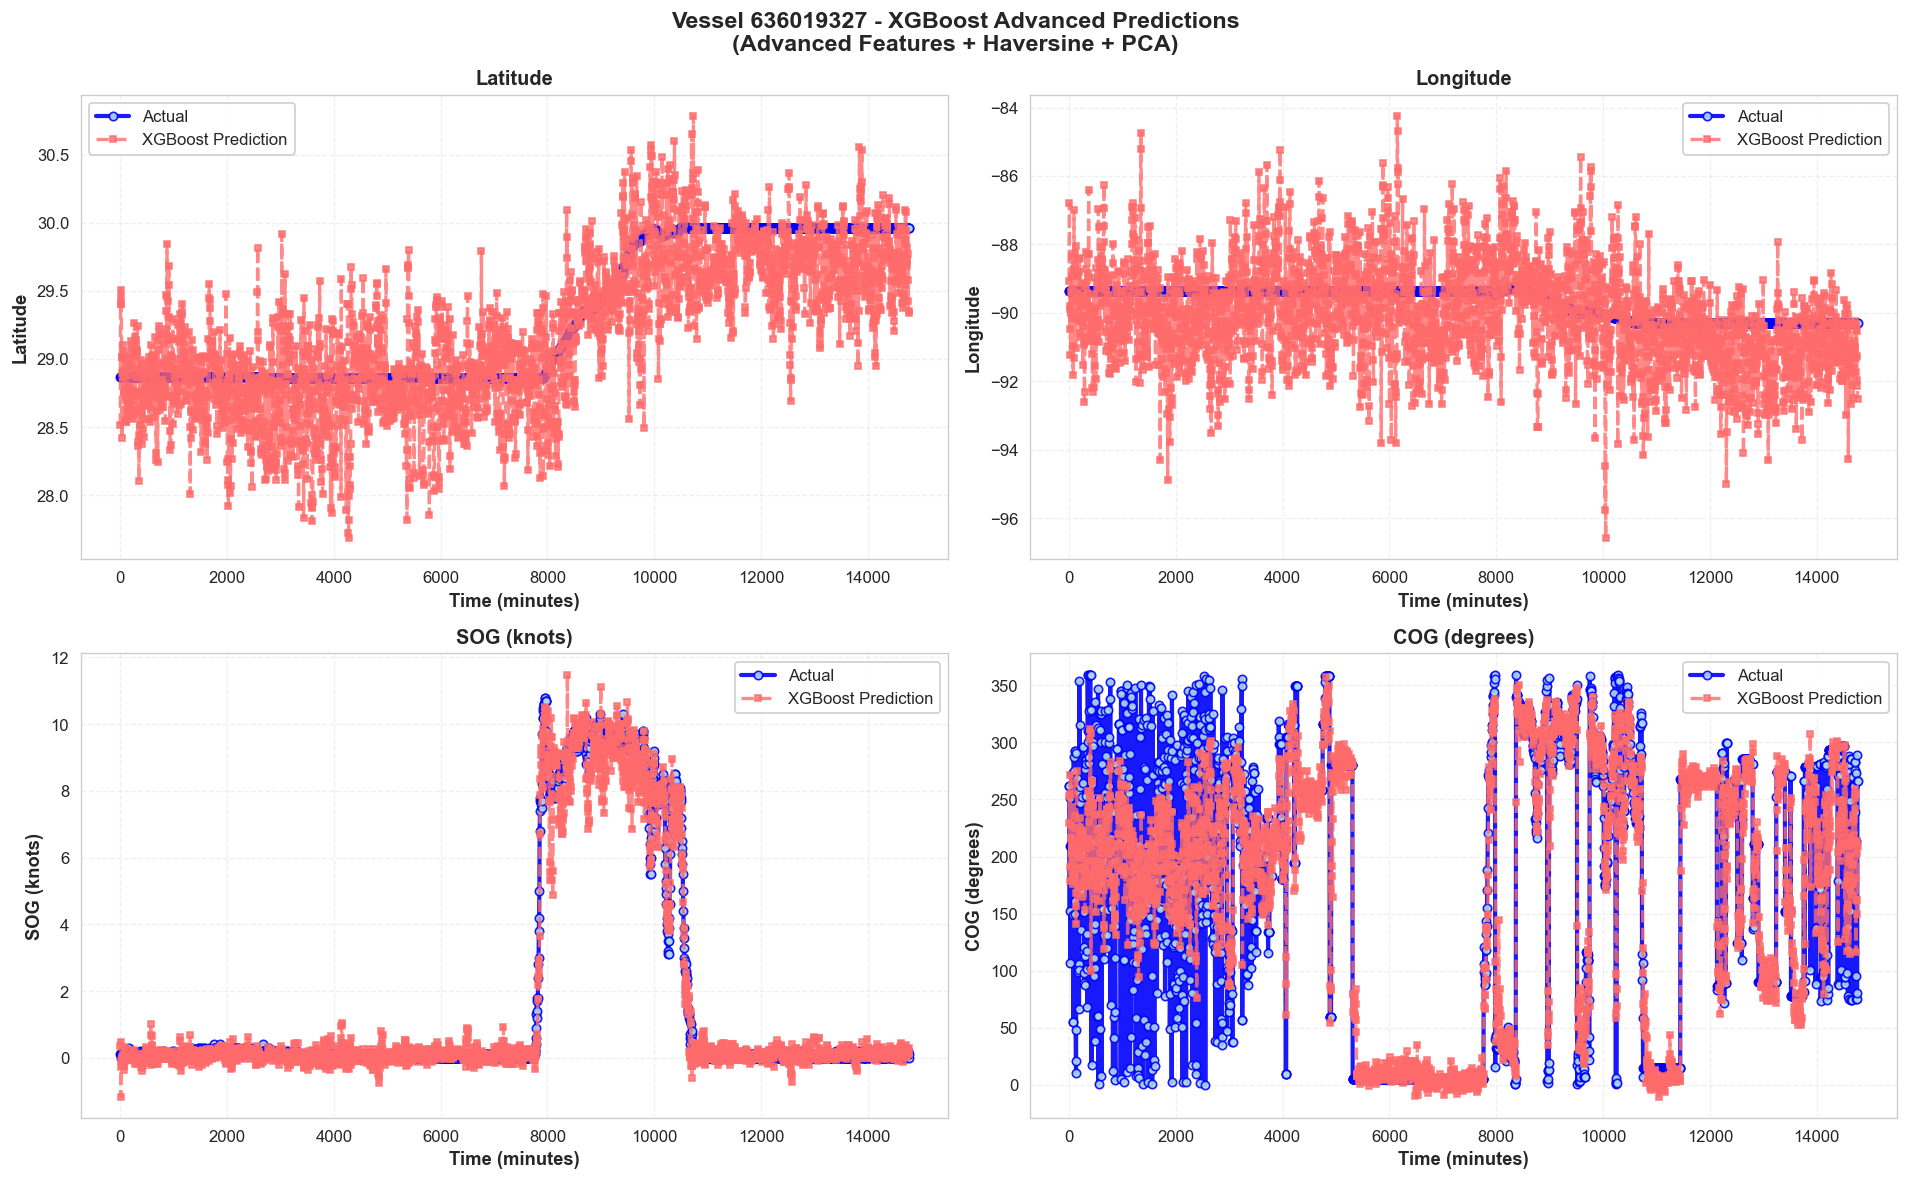 Vessel 636019327 - XGBoost Advanced Predictions
(Advanced Features + Haversine + PCA)
Latitude
Actual
XGBoost Prediction
Latitude
30.5
30.0
29.5
29.0
28.5
28.0
0 2000 4000 6000 8000 10000 12000 14000
Time (minutes)
Longitude
Actual
XGBoost Prediction
Longitude
−84
−86
−88
−90
−92
−94
−96
0 2000 4000 6000 8000 10000 12000 14000
Time (minutes)
SOG (knots)
Actual
XGBoost Prediction
SOG (knots)
12
10
8
6
4
2
0
0 2000 4000 6000 8000 10000 12000 14000
Time (minutes)
COG (degrees)
Actual
XGBoost Prediction
COG (degrees)
350
300
250
200
150
100
50
0
0 2000 4000 6000 8000 10000 12000 14000
Time (minutes)